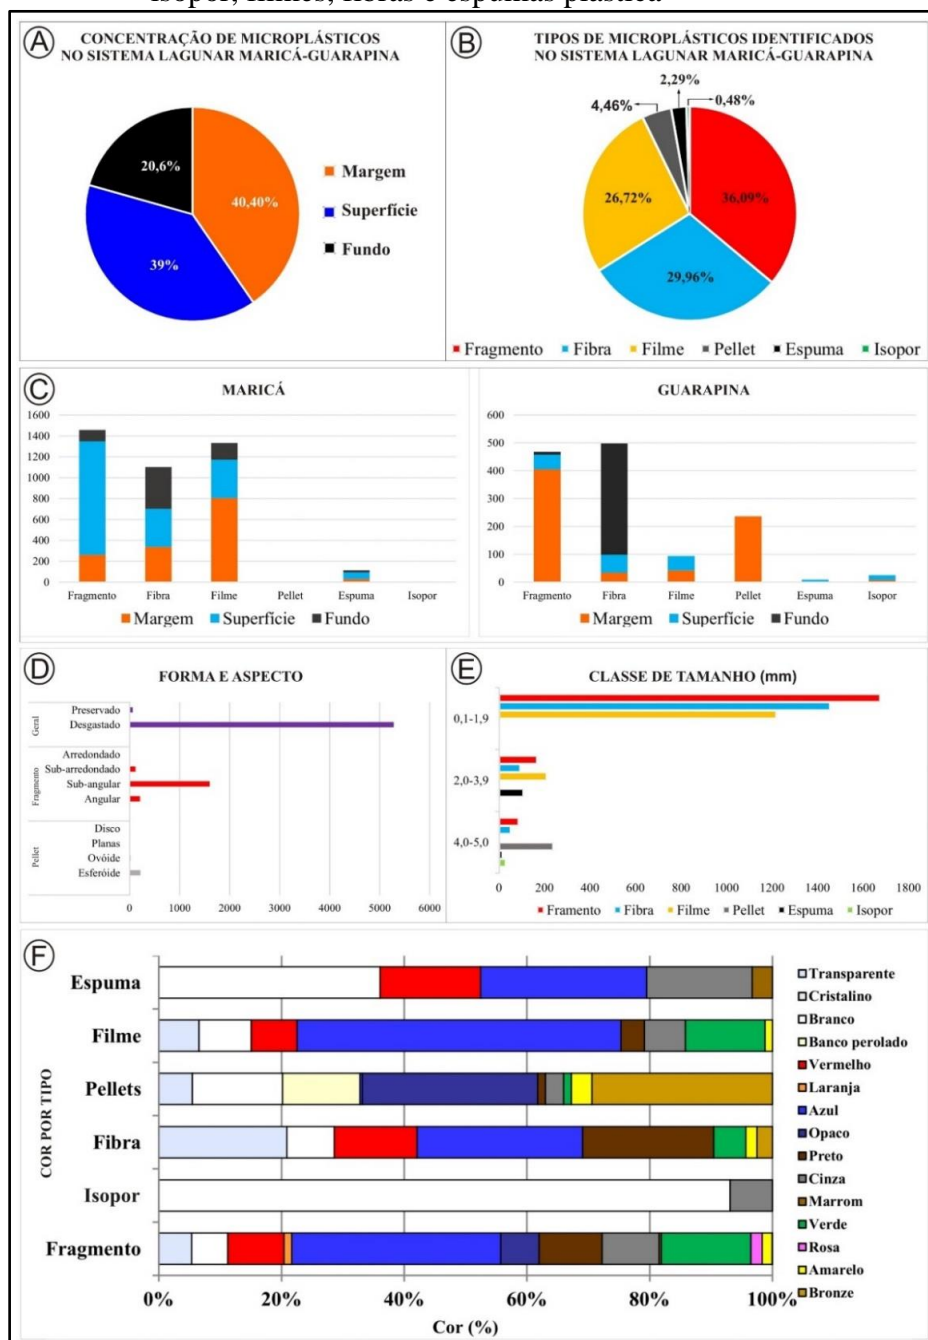 isopor, filmes, fibras e espumas plástica
A
CONCENTRAÇÃO DE MICROPLÁSTICOS
NO SISTEMA LAGUNAR MARICÁ-GUARAPINA
20,6%
40,40%
39%
Margem
Superfície
Fundo
B
TIPOS DE MICROPLÁSTICOS IDENTIFICADOS
NO SISTEMA LAGUNAR MARICÁ-GUARAPINA
2,29%
4,46%
0,48%
26,72%
36,09%
29,96%
Fragmento Fibra Filme Pellet Espuma Isopor
C
MARICÁ
1600
1400
1200
1000
800
600
400
200
0
Fragmento Fibra Filme Pellet Espuma Isopor
Margem Superfície Fundo
GUARAPINA
600
500
400
300
200
100
0
Fragmento Fibra Filme Pellet Espuma Isopor
Margem Superfície Fundo
D
FORMA E ASPECTO
Geral
Preservado
Desgastado
Fragmento
Arredondado
Sub-arredondado
Sub-angular
Angular
Pellet
Disco
Planas
Ovóide
Esferóide
0 1000 2000 3000 4000 5000 6000
E
CLASSE DE TAMANHO (mm)
0,1-1,9
2,0-3,9
4,0-5,0
0 200 400 600 800 1000 1200 1400 1600 1800
Framento Fibra Filme Pellet Espuma Isopor
F
COR POR TIPO
Espuma
Filme
Pellets
Fibra
Isopor
Fragmento
0% 20% 40% 60% 80% 100%
Cor (%)
Transparente
Cristalino
Branco
Banco perolado
Vermelho
Laranja
Azul
Opaco
Preto
Cinza
Marrom
Verde
Rosa
Amarelo
Bronze